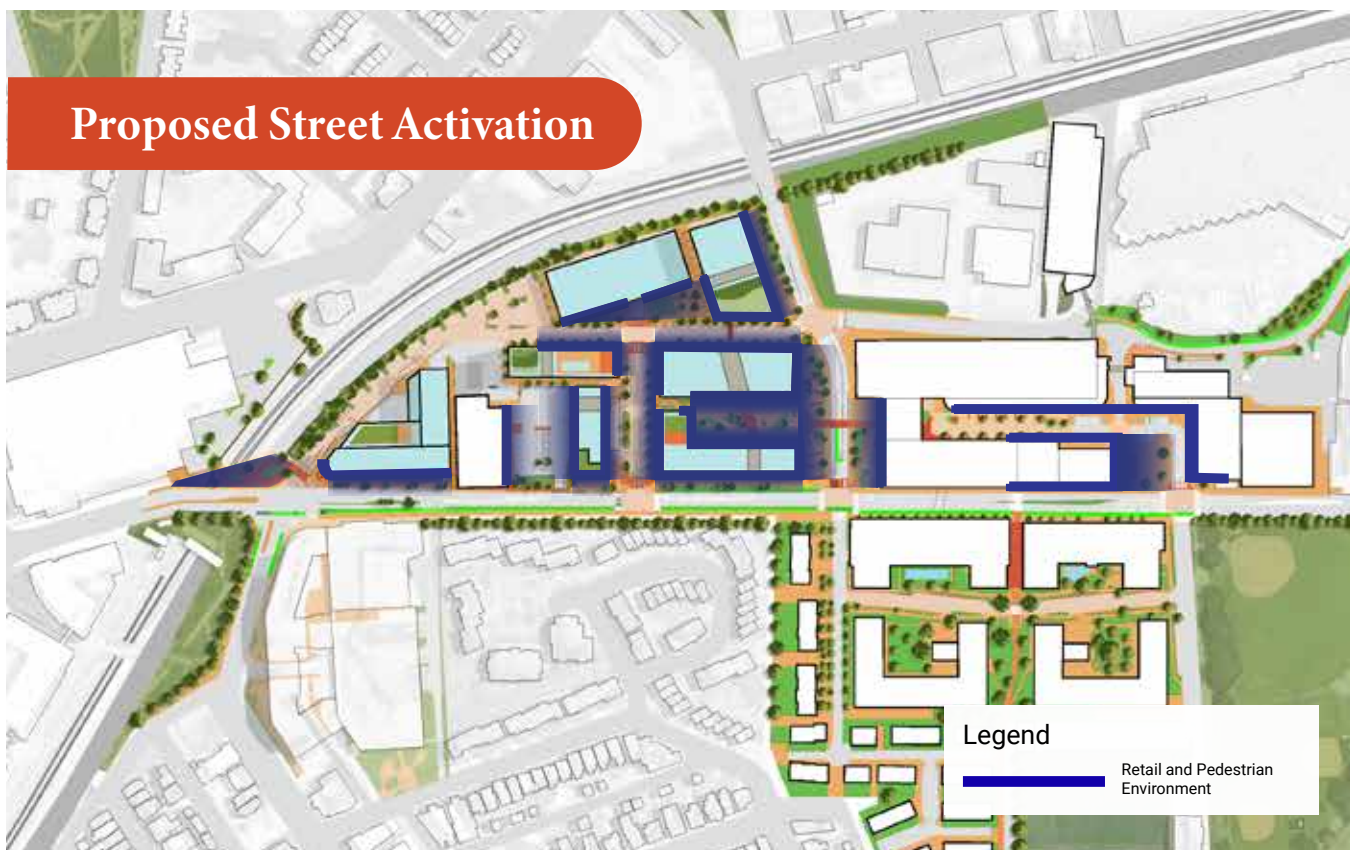 Proposed Street Activation
Legend
Retail and Pedestrian
Environment